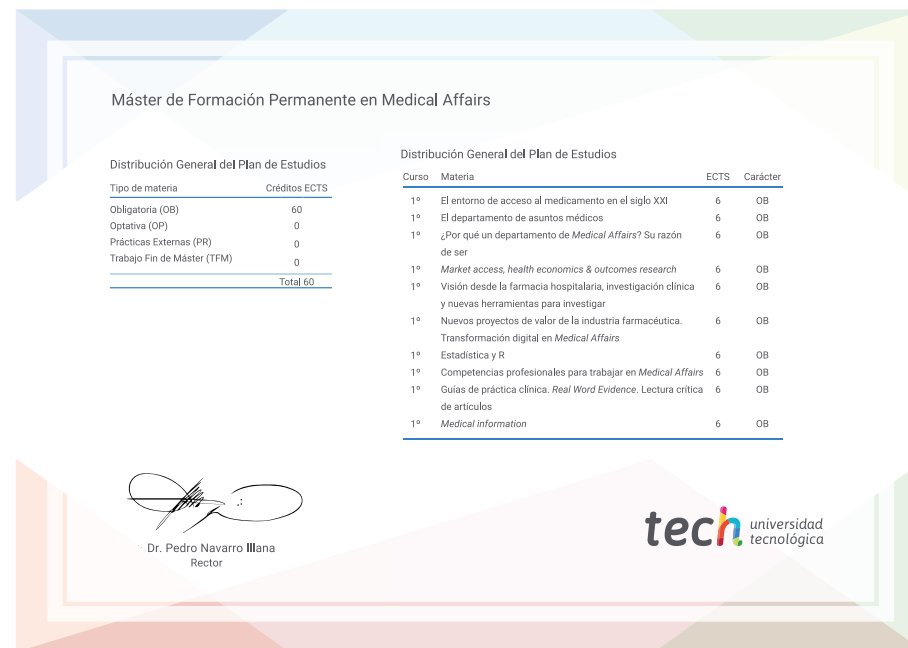 Máster de Formación Permanente en Medical Affairs
Distribución General del Plan de Estudios
Tipo de materia Créditos ECTS
Obligatoria (OB) 60
Optativa (OP) 0
Prácticas Externas (PR) 0
Trabajo Fin de Máster (TFM) 0
Total 60
Distribución General del Plan de Estudios
Curso Materia ECTS Carácter
1º El entorno de acceso al medicamento en el siglo XXI 6 OB
1º El departamento de asuntos médicos 6 OB
1º ¿Por qué un departamento de Medical Affairs? Su razón 6 OB
de ser
1º Market access, health economics & outcomes research 6 OB
1º Visión desde la farmacia hospitalaria, investigación clínica 6 OB
y nuevas herramientas para investigar
1º Nuevos proyectos de valor de la industria farmacéutica. 6 OB
Transformación digital en Medical Affairs
1º Estadística y R 6 OB
1º Competencias profesionales para trabajar en Medical Affairs 6 OB
1º Guías de práctica clínica. Real Word Evidence. Lectura crítica 6 OB
de artículos
1º Medical information 6 OB
Dr. Pedro Navarro Illana
Rector
tech universidad
tecnológica